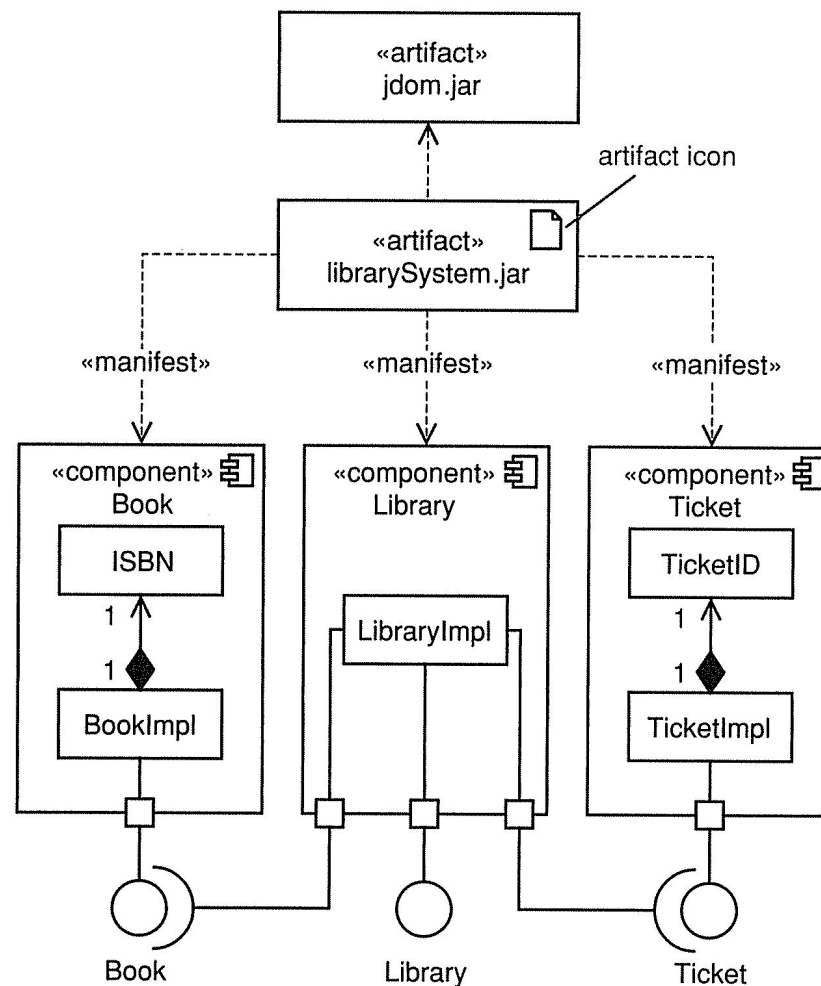 «artifact»
jdom.jar
artifact icon
«artifact»
librarySystem.jar
«manifest»
«manifest»
«manifest»
«component»
Book
«component»
Library
«component»
Ticket
ISBN
TicketID
1
1
LibraryImpl
1
1
BookImpl
TicketImpl
Book
Library
Ticket